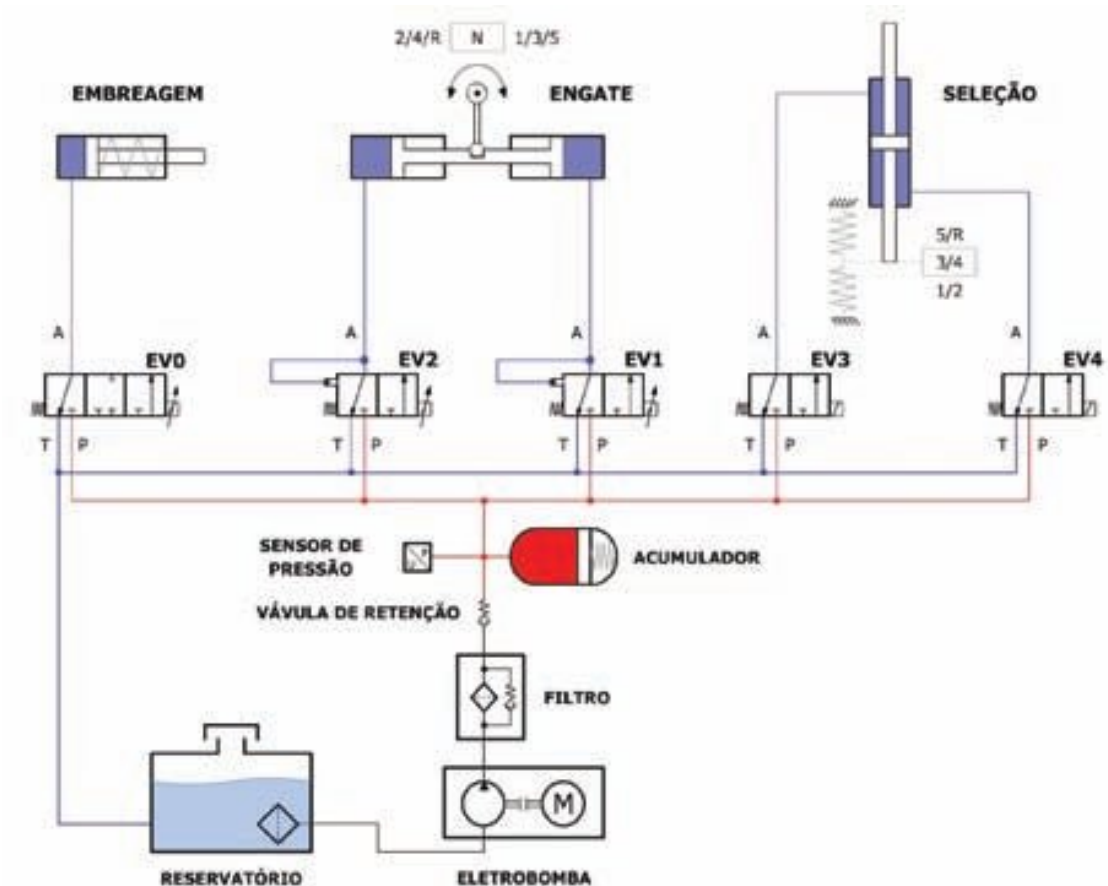 2/4/R N 1/3/5
EMBREAGEM
ENGATE
SELEÇÃO
5/R
3/4
1/2
A
A
A
A
A
EV0
EV2
EV1
EV3
EV4
T P
T P
T P
T P
T P
SENSOR DE
PRESSÃO
ACUMULADOR
VÁVULA DE RETENÇÃO
FILTRO
M
RESERVATÓRIO
ELETROBOMBA